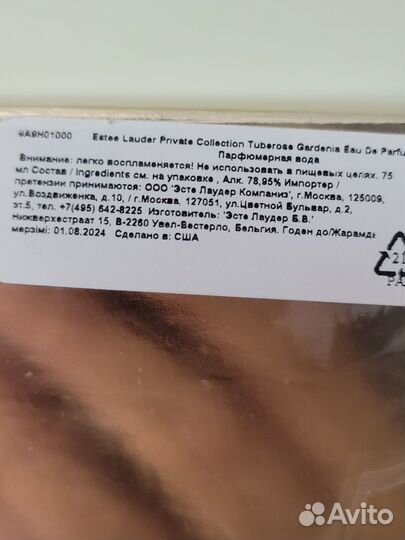 9A9H01000 Estee Lauder Private Collection Tuberose Gardenia Eau De Parfu
Парфюмерная вода
Внимание: легко воспламеняется! Не использовать в пищевых целях. 75
мл Состав / Ingredients см. на упаковке , Алк. 78,95% Импортер /
претензии принимаются: ООО 'Эсте Лаудер Компаниз', г.Москва, 125009,
ул.Воздвиженка, д.10, / г.Москва, 127051, ул.Цветной Бульвар, д.2,
эт.5, тел. +7(495) 642-8225 Изготовитель: 'Эсте Лаудер Б.В.'
Нижверхестраат 15, В-2260 Увел-Вестерло, Бельгия. Годен до/Жарамды
мерзімі: 01.08.2024 Сделано в: США
21
PA
Avito